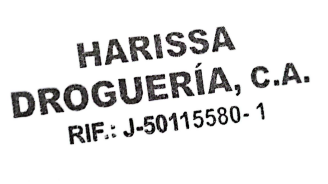 HARISSA
DROGUERÍA, C.A.
RIF.: J-50115580-1